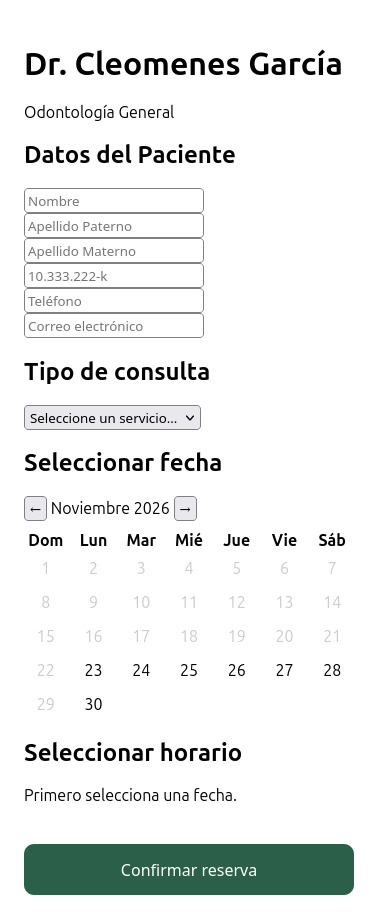 Dr. Cleomenes García
Odontología General
Datos del Paciente
Nombre
Apellido Paterno
Apellido Materno
10.333.222-k
Teléfono
Correo electrónico
Tipo de consulta
Seleccione un servicio...
Seleccionar fecha
← Noviembre 2026 →
Dom Lun Mar Mié Jue Vie Sáb
1 2 3 4 5 6 7
8 9 10 11 12 13 14
15 16 17 18 19 20 21
22 23 24 25 26 27 28
29 30
Seleccionar horario
Primero selecciona una fecha.
Confirmar reserva